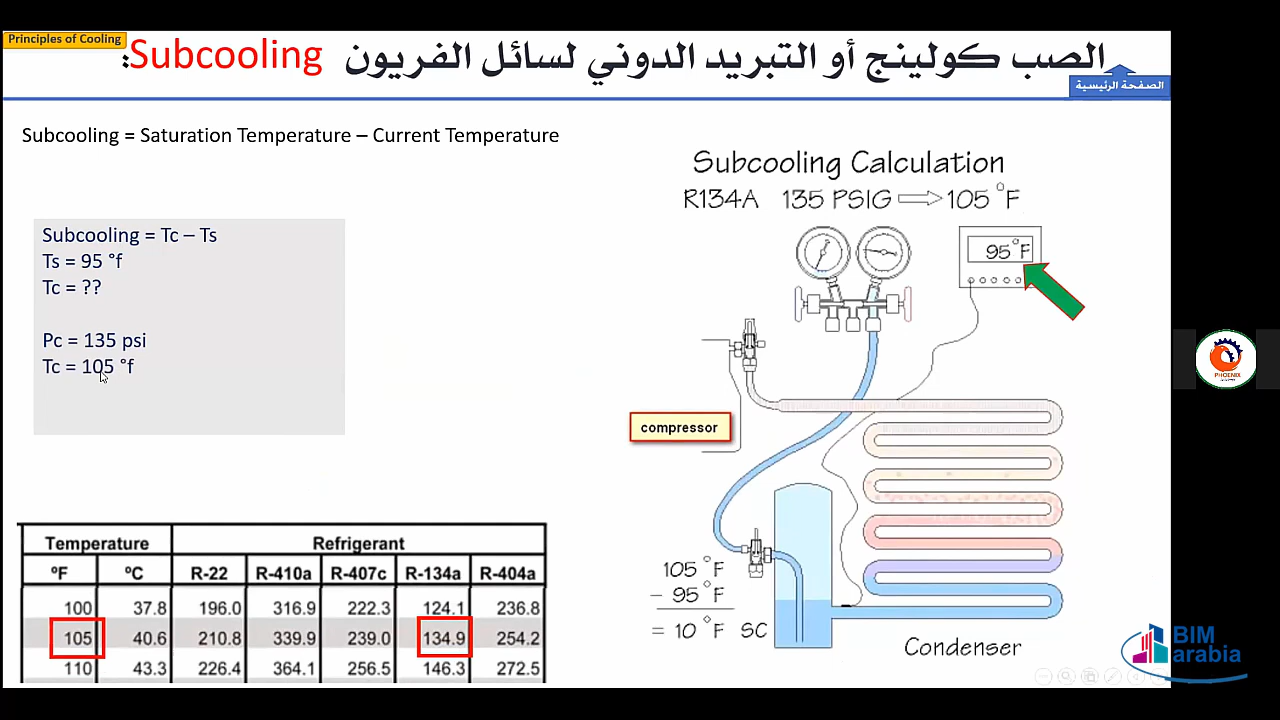 Principles of Cooling
الصب كولينج أو التبريد الدوني لسائل الفريون Subcooling:
الصفحة الرئيسية
Subcooling = Saturation Temperature – Current Temperature
Subcooling = Tc – Ts
Ts = 95 °f
Tc = ??
Pc = 135 psi
Tc = 105 °f
Subcooling Calculation
R134A 135 PSIG 105 °F
95°F
compressor
105 °F
– 95 °F
= 10 °F SC
Condenser
Temperature Refrigerant
ºF ºC R-22 R-410a R-407c R-134a R-404a
100 37.8 196.0 316.9 222.3 124.1 236.8
105 40.6 210.8 339.9 239.0 134.9 254.2
110 43.3 226.4 364.1 256.5 146.3 272.5
PHOENIX
BIM
arabia